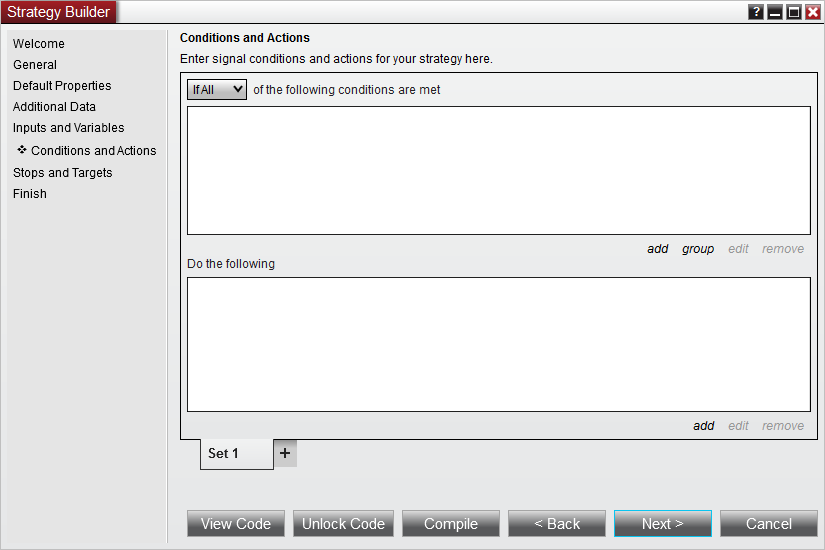 Strategy Builder
?
Welcome
General
Default Properties
Additional Data
Inputs and Variables
Conditions and Actions
Stops and Targets
Finish
Conditions and Actions
Enter signal conditions and actions for your strategy here.
If All of the following conditions are met
add group edit remove
Do the following
add edit remove
Set 1 +
View Code Unlock Code Compile < Back Next > Cancel